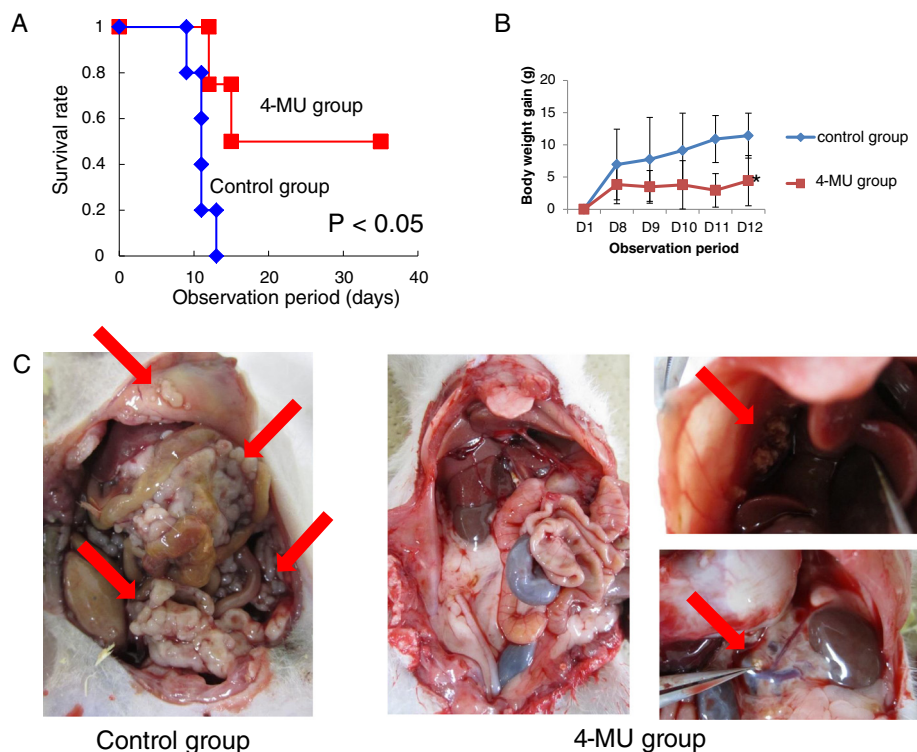 A
Survival rate
1
0.8
0.6
0.4
0.2
0
0 10 20 30 40
Observation period (days)
4-MU group
Control group
P < 0.05
B
Body weight gain (g)
20
15
10
5
0
D1 D8 D9 D10 D11 D12
Observation period
*
control group
4-MU group
C
Control group
4-MU group